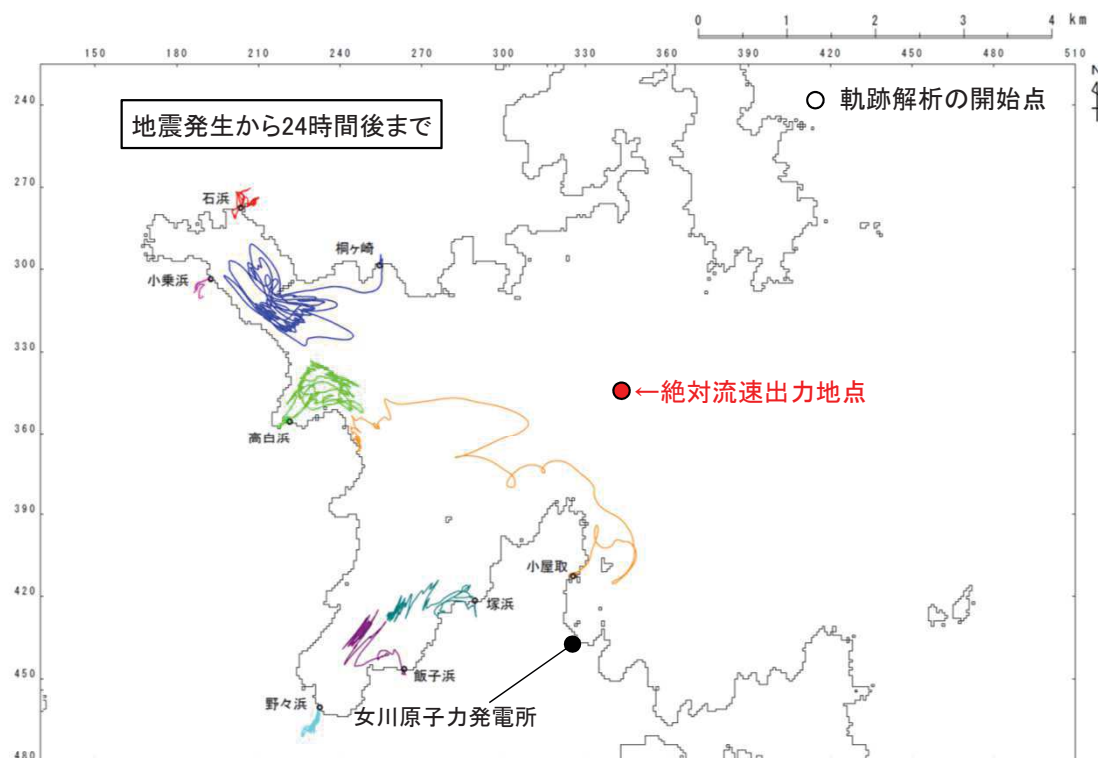 0 1 2 3 4 km
150 180 210 240 270 300 330 360 390 420 450 480 510
N
240
地震発生から24時間後まで
軌跡解析の開始点
270
石浜
桐ヶ崎
300
小乗浜
330
←絶対流速出力地点
360
高白浜
390
小屋取
420
塚浜
飯子浜
450
野々浜
女川原子力発電所
480